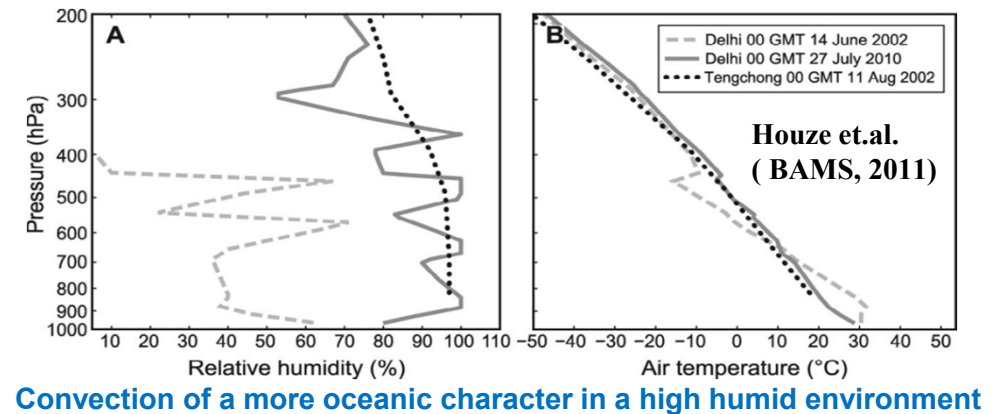 A
200
300
400
500
600
700
800
900
1000
Pressure (hPa)
10 20 30 40 50 60 70 80 90 100 110
Relative humidity (%)
B
Delhi 00 GMT 14 June 2002
Delhi 00 GMT 27 July 2010
Tengchong 00 GMT 11 Aug 2002
Houze et.al.
( BAMS, 2011)
−50 −40 −30 −20 −10 0 10 20 30 40 50
Air temperature (°C)
Convection of a more oceanic character in a high humid environment